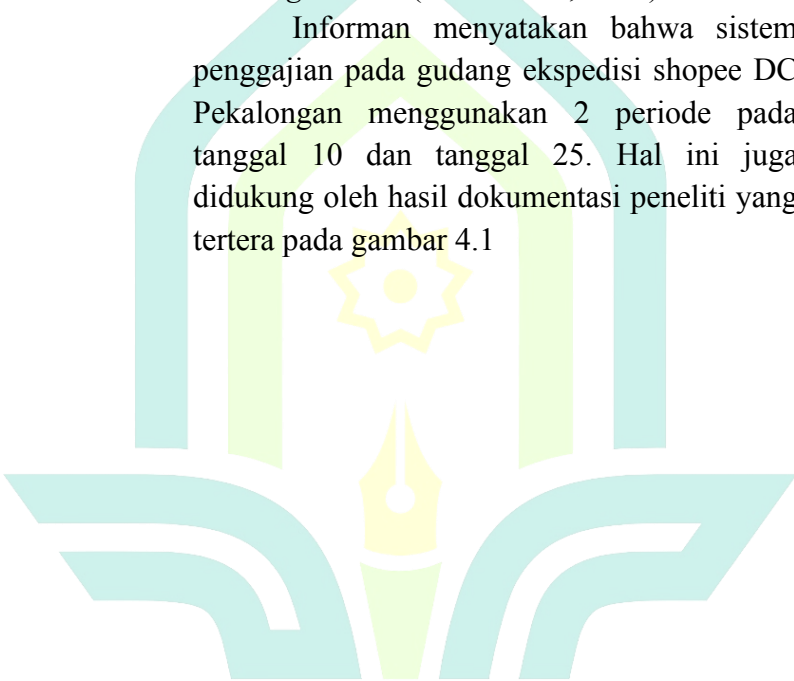 Informan menyatakan bahwa sistem
penggajian pada gudang ekspedisi shopee DC
Pekalongan menggunakan 2 periode pada
tanggal 10 dan tanggal 25. Hal ini juga
didukung oleh hasil dokumentasi peneliti yang
tertera pada gambar 4.1